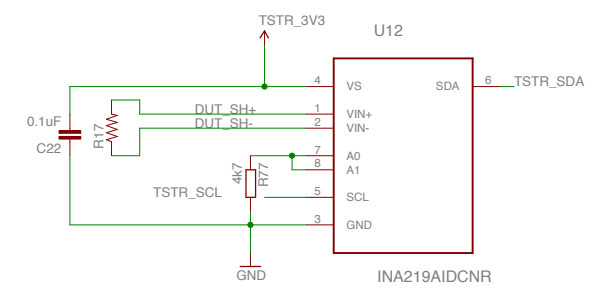 TSTR_3V3
U12
4
VS
SDA
6
TSTR_SDA
0.1uF
C22
R17
DUT_SH+
1
VIN+
DUT_SH-
2
VIN-
7
A0
8
A1
4k7
R77
TSTR_SCL
5
SCL
3
GND
GND
INA219AIDCNR